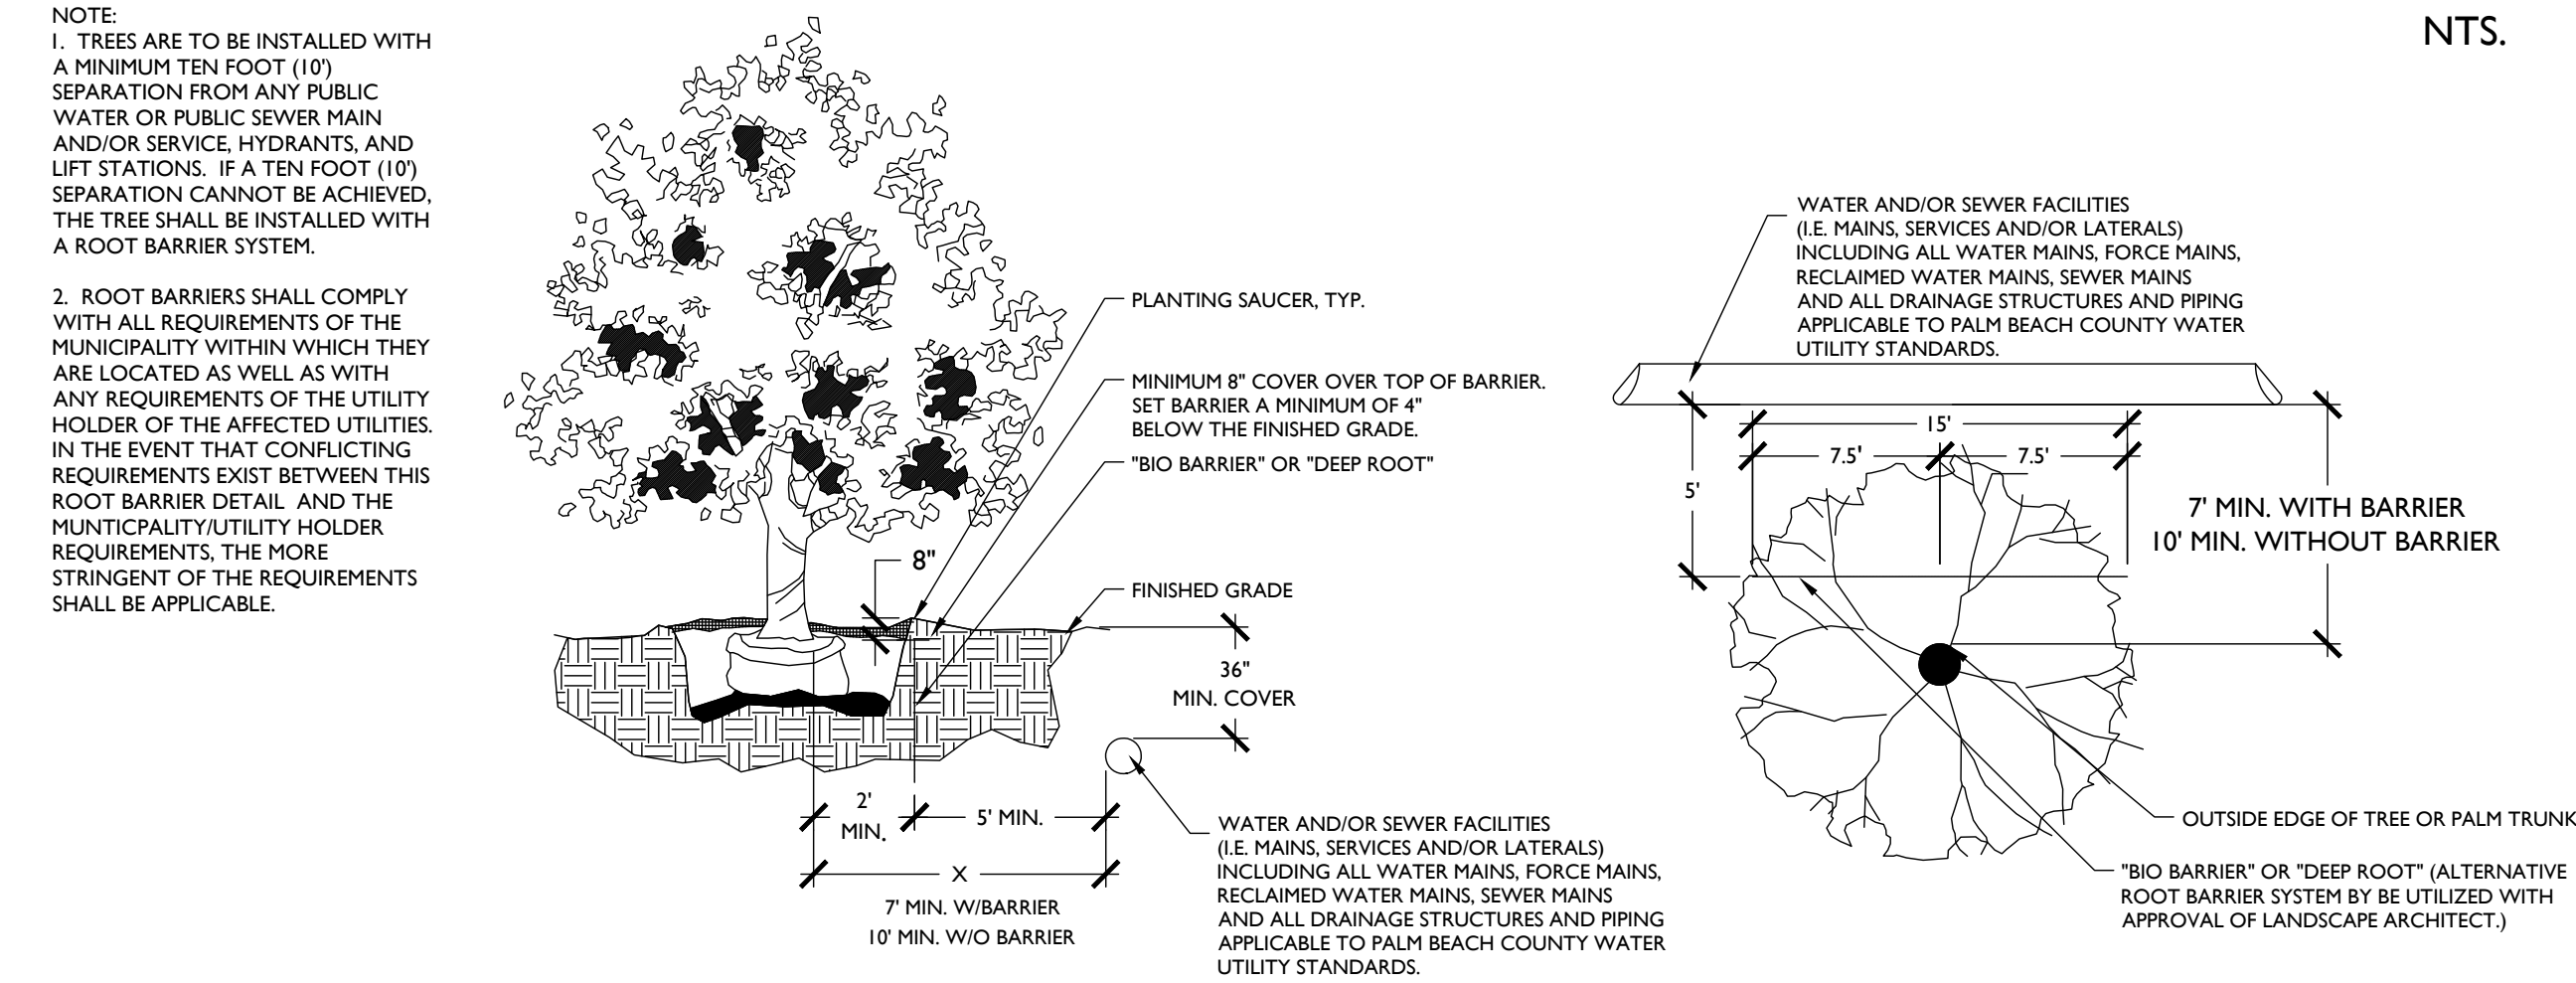 NOTE:
1. TREES ARE TO BE INSTALLED WITH
A MINIMUM TEN FOOT (10')
SEPARATION FROM ANY PUBLIC
WATER OR PUBLIC SEWER MAIN
AND/OR SERVICE, HYDRANTS, AND
LIFT STATIONS. IF A TEN FOOT (10')
SEPARATION CANNOT BE ACHIEVED,
THE TREE SHALL BE INSTALLED WITH
A ROOT BARRIER SYSTEM.
2. ROOT BARRIERS SHALL COMPLY
WITH ALL REQUIREMENTS OF THE
MUNICIPALITY WITHIN WHICH THEY
ARE LOCATED AS WELL AS WITH
ANY REQUIREMENTS OF THE UTILITY
HOLDER OF THE AFFECTED UTILITIES.
IN THE EVENT THAT CONFLICTING
REQUIREMENTS EXIST BETWEEN THIS
ROOT BARRIER DETAIL AND THE
MUNTICPALITY/UTILITY HOLDER
REQUIREMENTS, THE MORE
STRINGENT OF THE REQUIREMENTS
SHALL BE APPLICABLE.
PLANTING SAUCER, TYP.
MINIMUM 8" COVER OVER TOP OF BARRIER.
SET BARRIER A MINIMUM OF 4"
BELOW THE FINISHED GRADE.
"BIO BARRIER" OR "DEEP ROOT"
8"
FINISHED GRADE
36"
MIN. COVER
2'
MIN.
5' MIN.
X
7' MIN. W/BARRIER
10' MIN. W/O BARRIER
WATER AND/OR SEWER FACILITIES
(I.E. MAINS, SERVICES AND/OR LATERALS)
INCLUDING ALL WATER MAINS, FORCE MAINS,
RECLAIMED WATER MAINS, SEWER MAINS
AND ALL DRAINAGE STRUCTURES AND PIPING
APPLICABLE TO PALM BEACH COUNTY WATER
UTILITY STANDARDS.
NTS.
WATER AND/OR SEWER FACILITIES
(I.E. MAINS, SERVICES AND/OR LATERALS)
INCLUDING ALL WATER MAINS, FORCE MAINS,
RECLAIMED WATER MAINS, SEWER MAINS
AND ALL DRAINAGE STRUCTURES AND PIPING
APPLICABLE TO PALM BEACH COUNTY WATER
UTILITY STANDARDS.
15'
7.5' 7.5'
5'
7' MIN. WITH BARRIER
10' MIN. WITHOUT BARRIER
OUTSIDE EDGE OF TREE OR PALM TRUNK
"BIO BARRIER" OR "DEEP ROOT" (ALTERNATIVE
ROOT BARRIER SYSTEM BY BE UTILIZED WITH
APPROVAL OF LANDSCAPE ARCHITECT.)